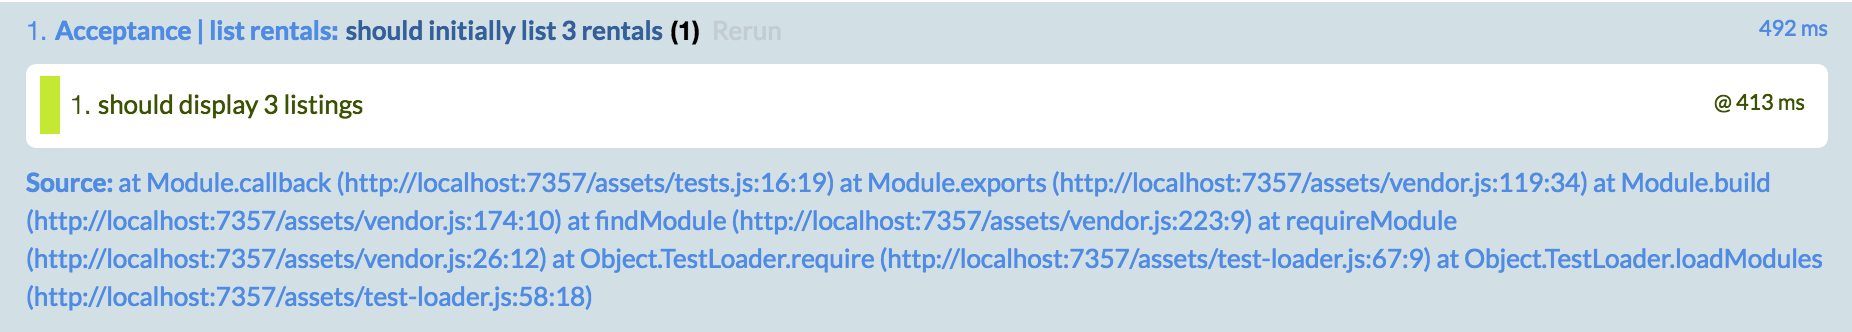 1. Acceptance | list rentals: should initially list 3 rentals (1) Rerun 492 ms
1. should display 3 listings @ 413 ms
Source: at Module.callback (http://localhost:7357/assets/tests.js:16:19) at Module.exports (http://localhost:7357/assets/vendor.js:119:34) at Module.build
(http://localhost:7357/assets/vendor.js:174:10) at findModule (http://localhost:7357/assets/vendor.js:223:9) at requireModule
(http://localhost:7357/assets/vendor.js:26:12) at Object.TestLoader.require (http://localhost:7357/assets/test-loader.js:67:9) at Object.TestLoader.loadModules
(http://localhost:7357/assets/test-loader.js:58:18)